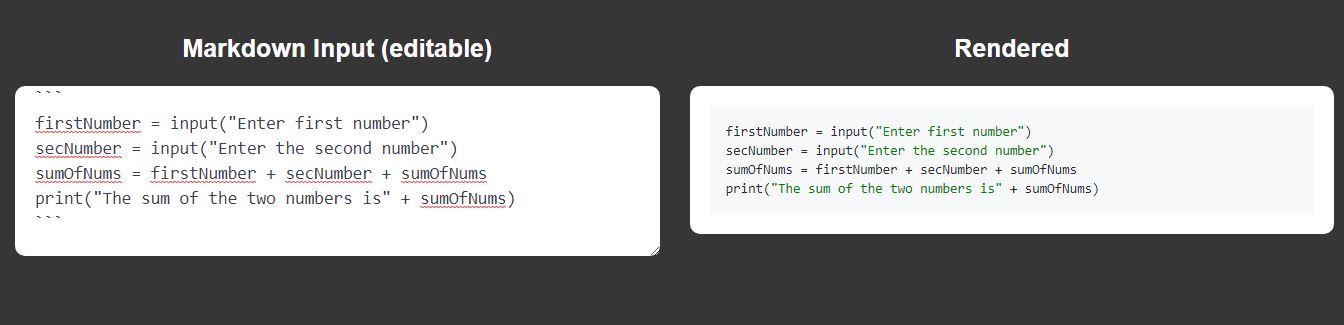 Markdown Input (editable)
```
firstNumber = input("Enter first number")
secNumber = input("Enter the second number")
sumOfNums = firstNumber + secNumber + sumOfNums
print("The sum of the two numbers is" + sumOfNums)
```
Rendered
firstNumber = input("Enter first number")
secNumber = input("Enter the second number")
sumOfNums = firstNumber + secNumber + sumOfNums
print("The sum of the two numbers is" + sumOfNums)